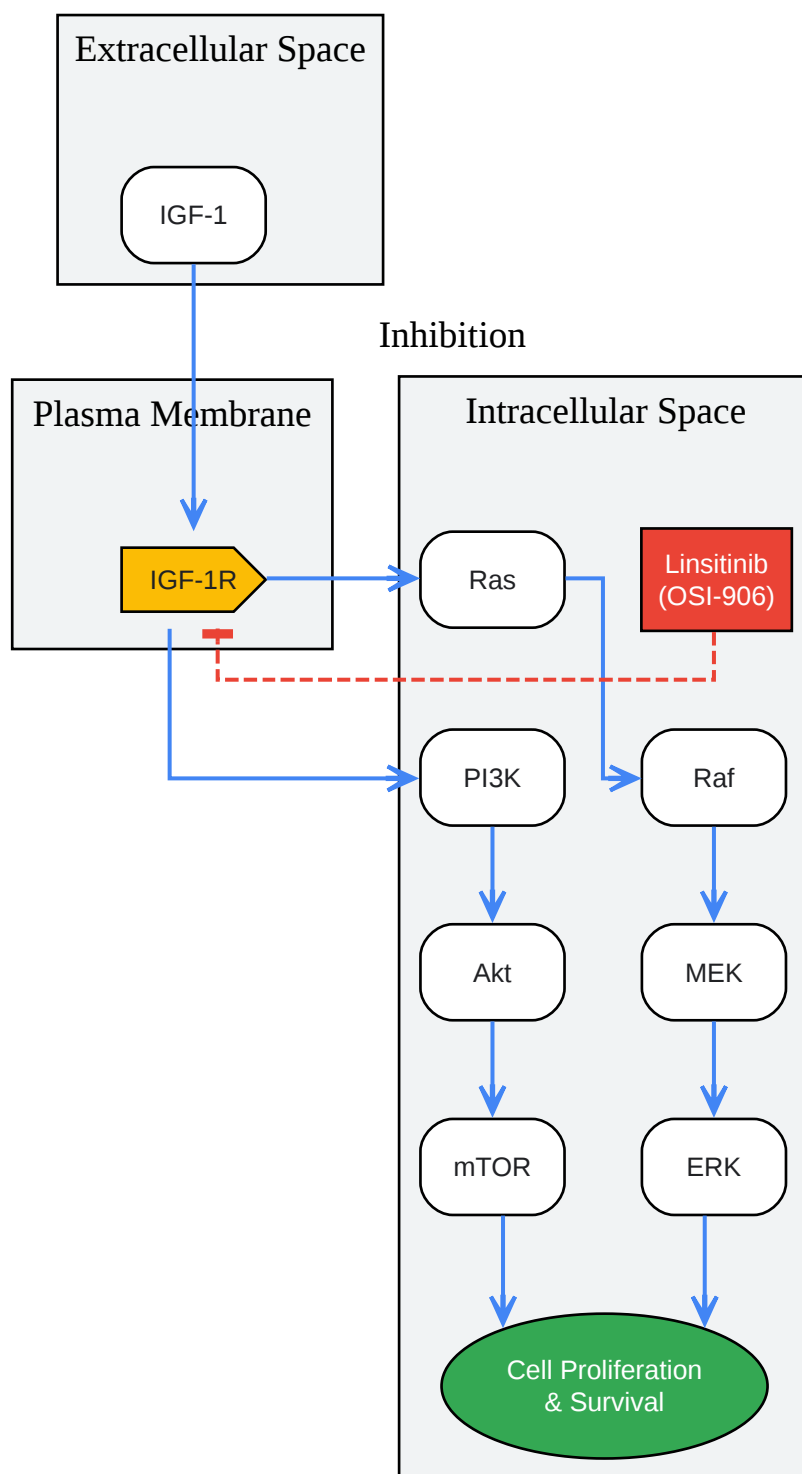 Extracellular Space
IGF-1
Inhibition
Plasma Membrane
Intracellular Space
IGF-1R
Ras
Linsitinib
(OSI-906)
PI3K
Raf
Akt
MEK
mTOR
ERK
Cell Proliferation
& Survival